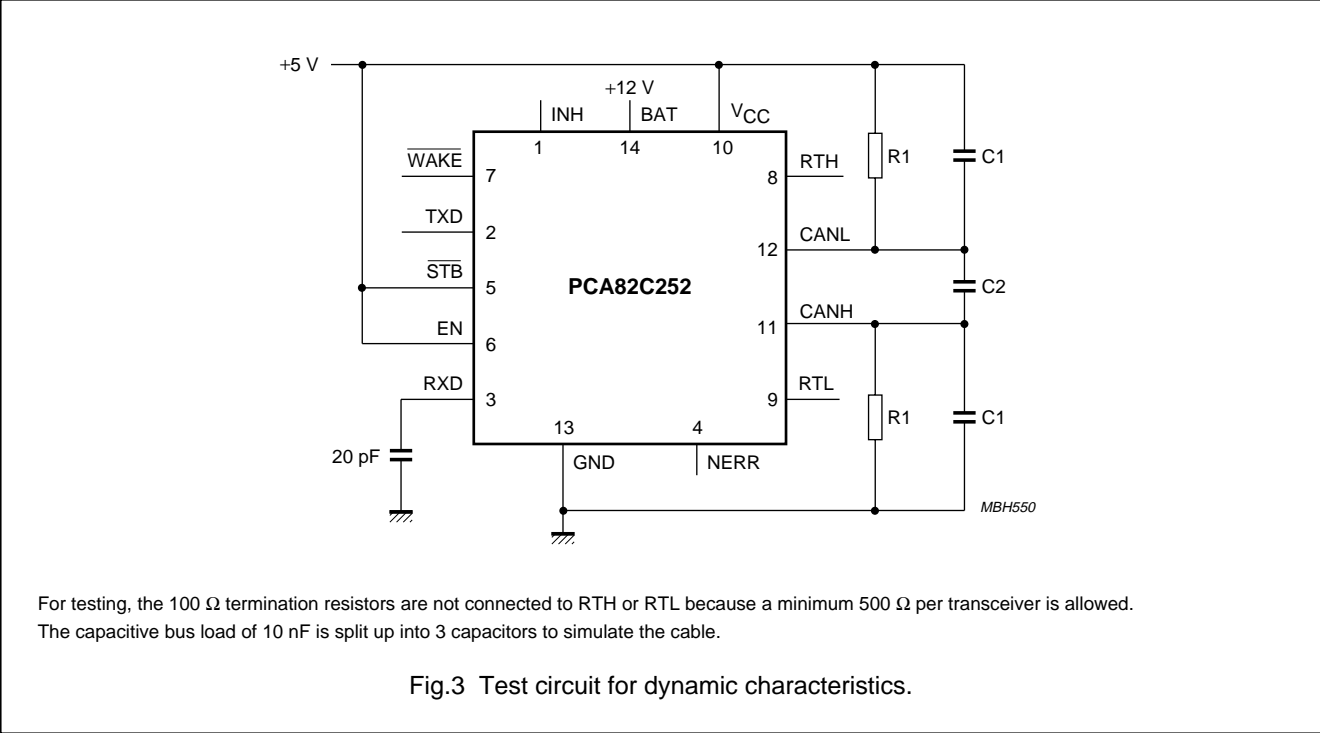 +5 V
+12 V
INH
BAT
VCC
1
14
10
WAKE
7
8
RTH
R1
C1
TXD
2
12
CANL
STB
5
PCA82C252
C2
EN
6
11
CANH
RXD
3
9
RTL
R1
C1
13
4
20 pF
GND
NERR
MBH550
For testing, the 100 Ω termination resistors are not connected to RTH or RTL because a minimum 500 Ω per transceiver is allowed.
The capacitive bus load of 10 nF is split up into 3 capacitors to simulate the cable.
Fig.3 Test circuit for dynamic characteristics.